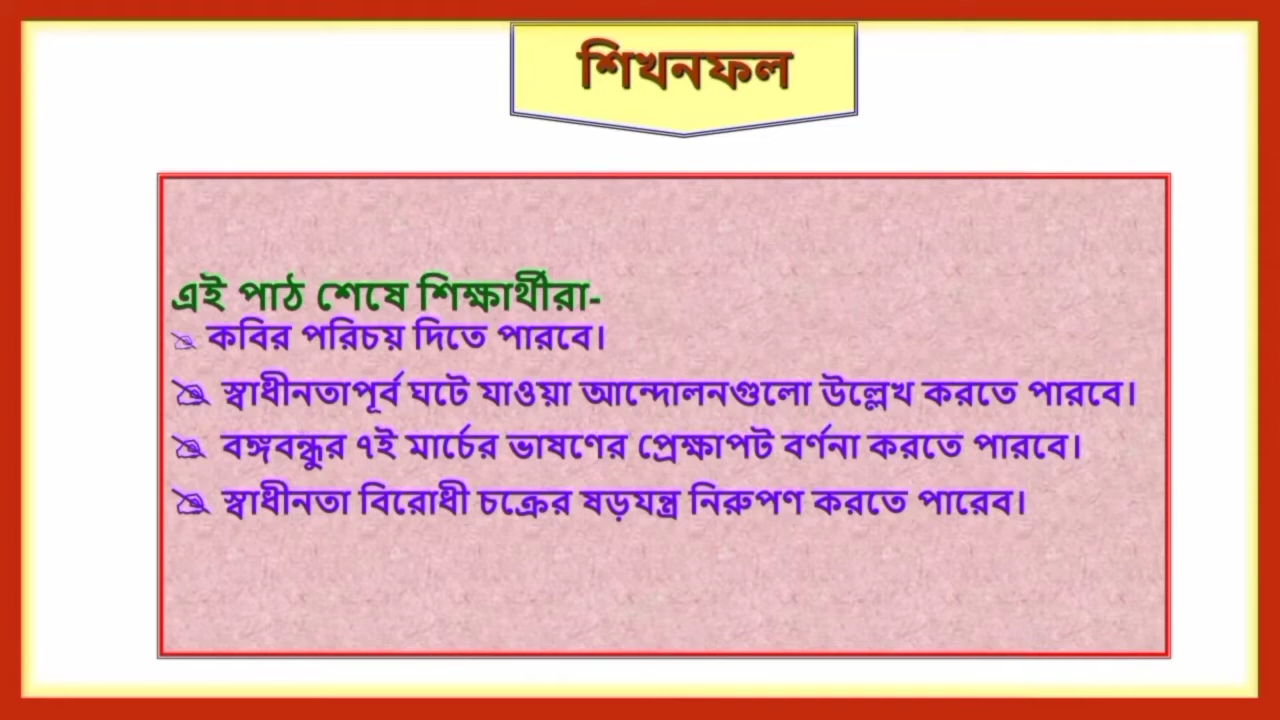 শিখনফল
এই পাঠ শেষে শিক্ষার্থীরা-
কবির পরিচয় দিতে পারবে।
স্বাধীনতাপূর্ব ঘটে যাওয়া আন্দোলনগুলো উল্লেখ করতে পারবে।
বঙ্গবন্ধুর ৭ই মার্চের ভাষণের প্রেক্ষাপট বর্ণনা করতে পারবে।
স্বাধীনতা বিরোধী চক্রের ষড়যন্ত্র নিরুপণ করতে পারেব।